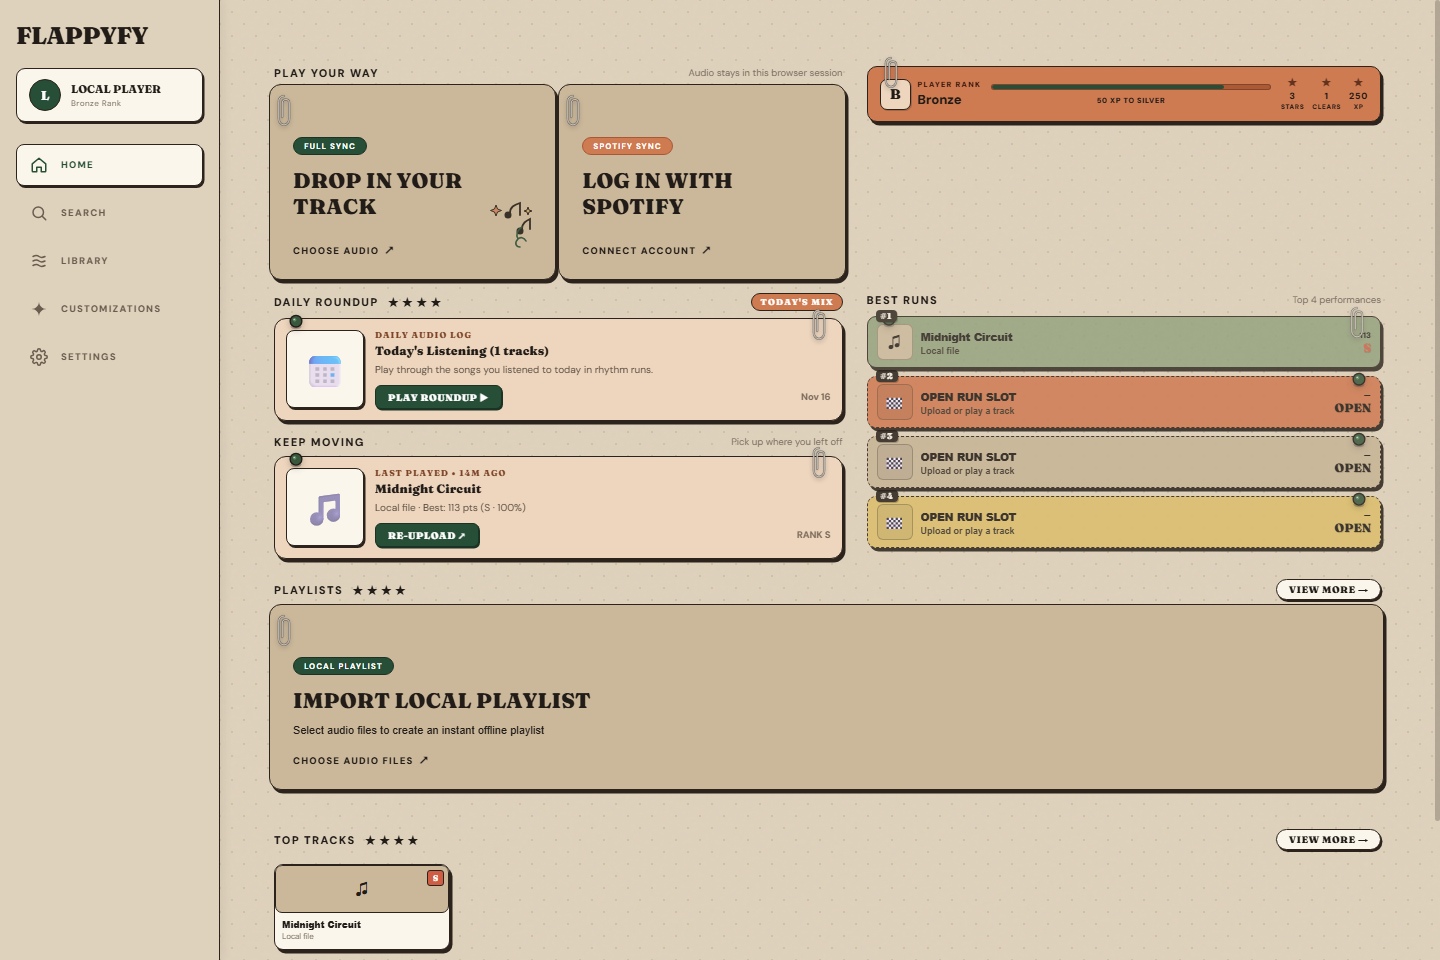 FLAPPYFY
L
LOCAL PLAYER
Bronze Rank
HOME
SEARCH
LIBRARY
CUSTOMIZATIONS
SETTINGS
PLAY YOUR WAY
Audio stays in this browser session
FULL SYNC
DROP IN YOUR
TRACK
CHOOSE AUDIO ↗
SPOTIFY SYNC
LOG IN WITH
SPOTIFY
CONNECT ACCOUNT ↗
B
PLAYER RANK
Bronze
50 XP TO SILVER
★ ★ ★
3 1 250
STARS CLEARS XP
DAILY ROUNDUP ★★★★
TODAY'S MIX
DAILY AUDIO LOG
Today's Listening (1 tracks)
Play through the songs you listened to today in rhythm runs.
PLAY ROUNDUP ▶
Nov 16
KEEP MOVING
Pick up where you left off
LAST PLAYED • 14M AGO
Midnight Circuit
Local file · Best: 113 pts (S · 100%)
RE-UPLOAD ↗
RANK S
BEST RUNS
Top 4 performances
#1
Midnight Circuit
Local file
S
#2
OPEN RUN SLOT
Upload or play a track
–
OPEN
#3
OPEN RUN SLOT
Upload or play a track
–
OPEN
#4
OPEN RUN SLOT
Upload or play a track
–
OPEN
PLAYLISTS ★★★★
VIEW MORE →
LOCAL PLAYLIST
IMPORT LOCAL PLAYLIST
Select audio files to create an instant offline playlist
CHOOSE AUDIO FILES ↗
TOP TRACKS ★★★★
VIEW MORE →
S
Midnight Circuit
Local file